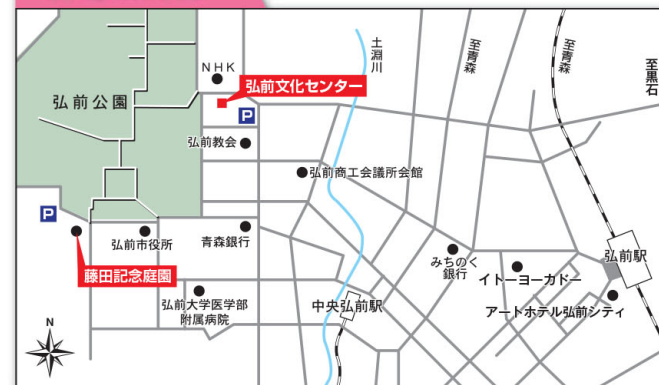 土淵川
至青森
至青森
至黒石
NHK
弘前文化センター
弘前公園
P
弘前教会
弘前商工会議所会館
P
弘前市役所
青森銀行
みちのく
銀行
弘前駅
イトーヨーカドー
藤田記念庭園
弘前大学医学部
附属病院
中央弘前駅
アートホテル弘前シティ
N